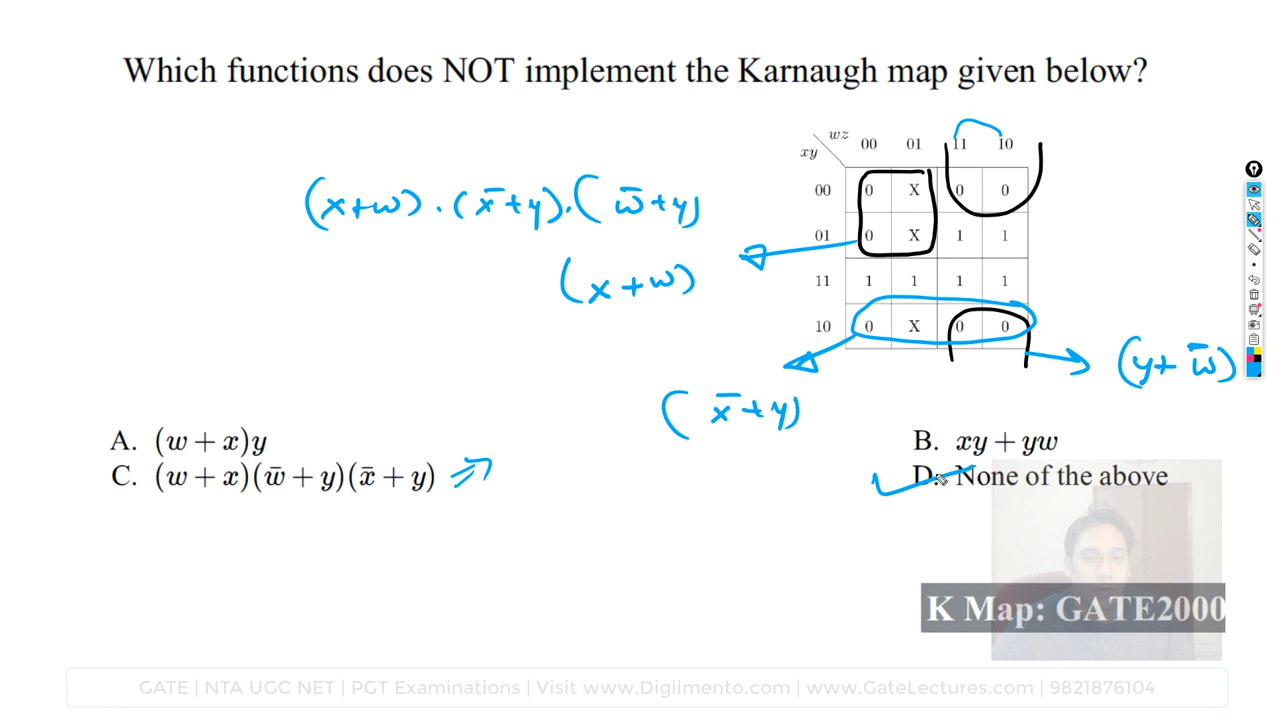 Which functions does NOT implement the Karnaugh map given below?
wz
xy
00 01 11 10
00 0 X 0 0
01 0 X 1 1
11 1 1 1 1
10 0 X 0 0
(x+w) . (x̄+y). (w̄+y)
(x+w)
(y+w̄)
(x̄+y)
A. (w + x)y
B. xy + yw
C. (w + x)(w̄ + y)(x̄ + y)
D. None of the above
K Map: GATE2000
GATE | NTA UGC NET | PGT Examinations | Visit www.Digiimento.com | www.GateLectures.com | 9821876104